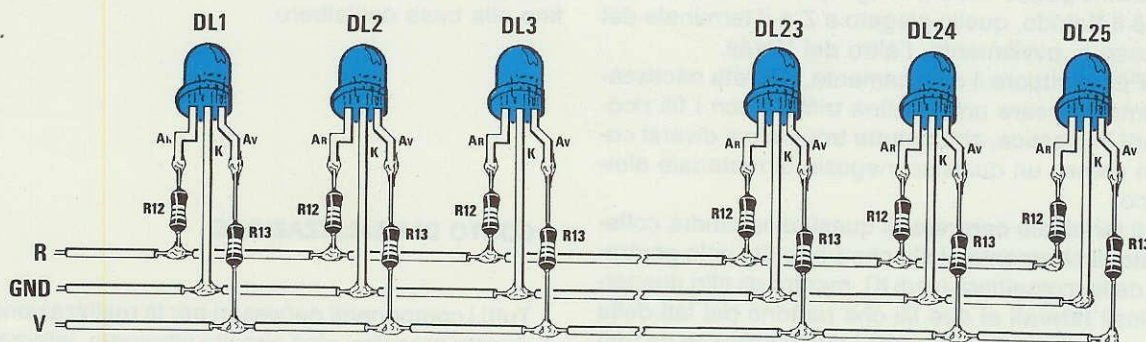 DL1 DL2 DL3 DL23 DL24 DL25
AR K AV AR K AV AR K AV AR K AV AR K AV AR K AV
R12 R12 R12 R12 R12 R12
R13 R13 R13 R13 R13
R
GND
V